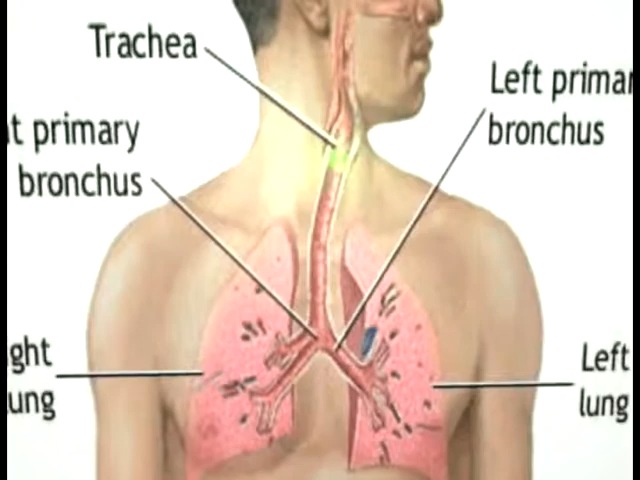 Trachea
Left primar
bronchus
t primary
bronchus
ght
ung
Left
lung